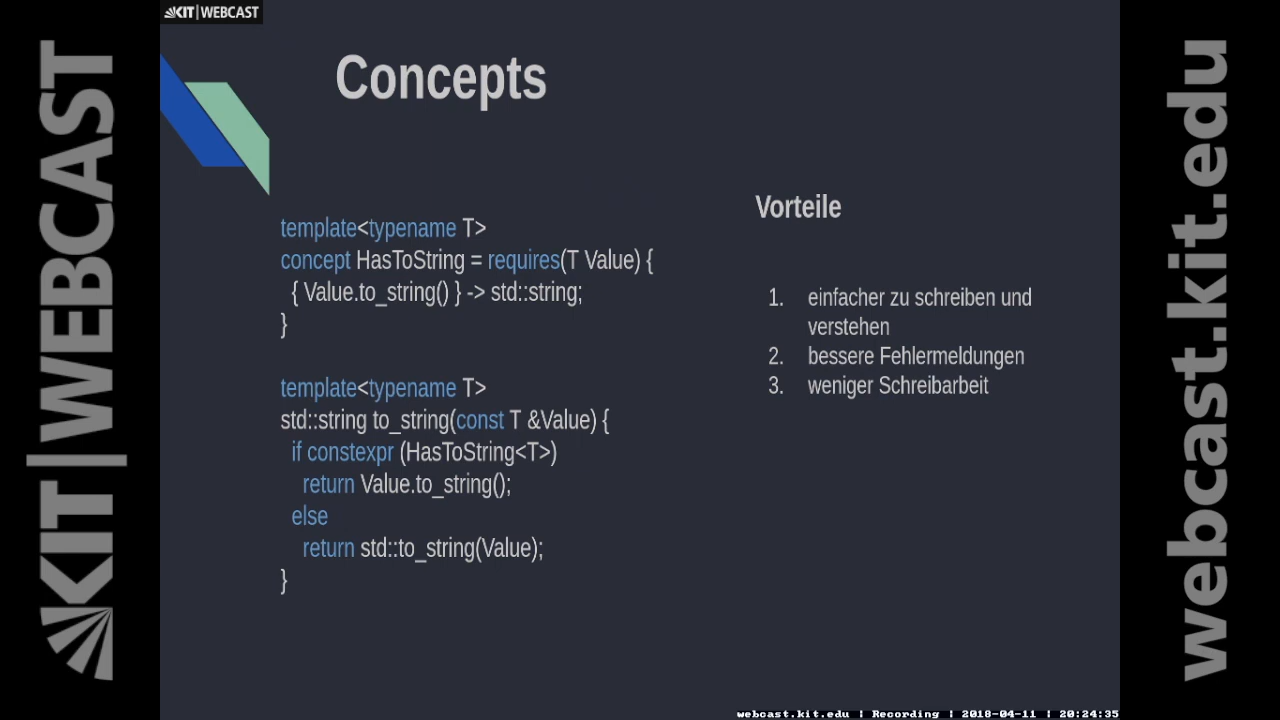 KIT|WEBCAST
Concepts
template<typename T>
concept HasToString = requires(T Value) {
{ Value.to_string() } -> std::string;
}
template<typename T>
std::string to_string(const T &Value) {
if constexpr (HasToString<T>)
return Value.to_string();
else
return std::to_string(Value);
}
Vorteile
1. einfacher zu schreiben und
verstehen
2. bessere Fehlermeldungen
3. weniger Schreibarbeit
KIT|WEBCAST
webcast.kit.edu
webcast.kit.edu | Recording | 2018-04-11 | 20:24:35